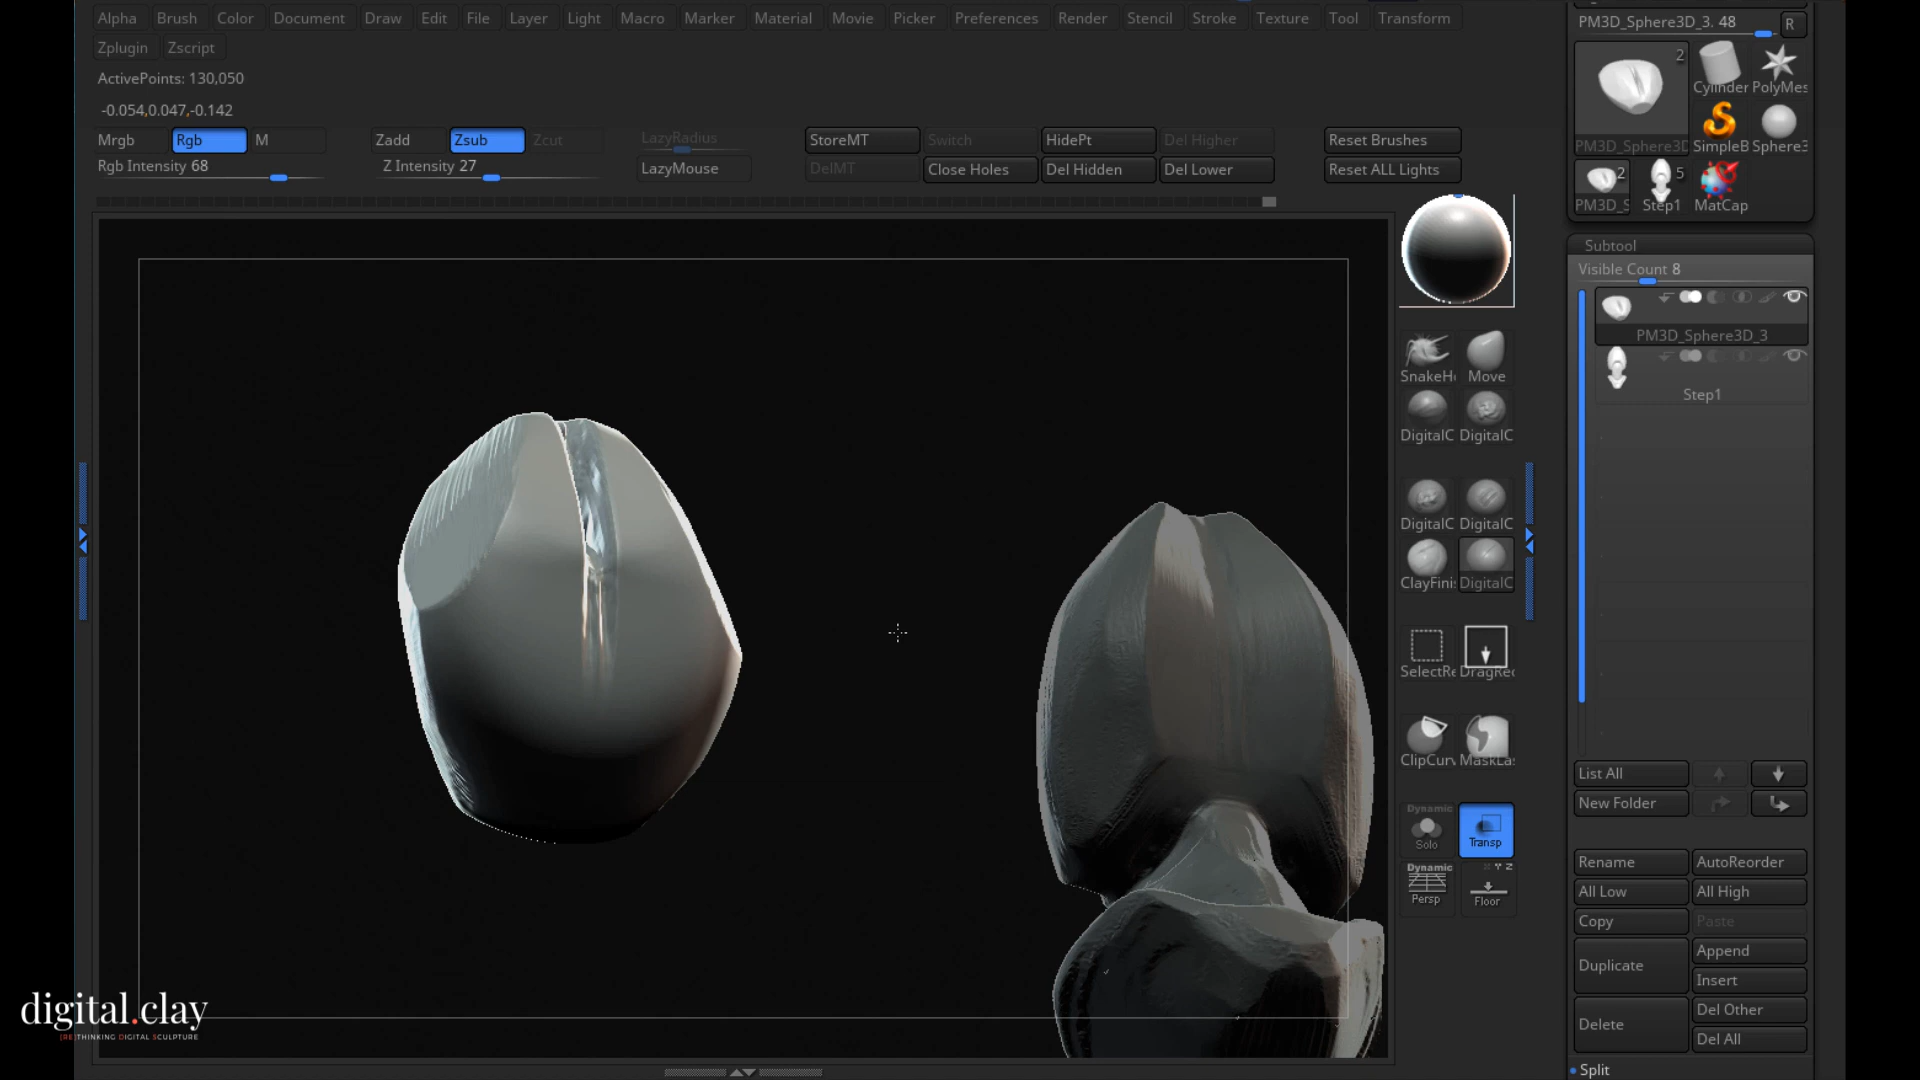 Alpha Brush Color Document Draw Edit File Layer Light Macro Marker Material Movie Picker Preferences Render Stencil Stroke Texture Tool Transform
Zplugin Zscript
ActivePoints: 130,050
-0.054,0.047,-0.142
Mrgb Rgb M Zadd Zsub Zcut LazyRadius StoreMT Switch HidePt Del Higher Reset Brushes
Rgb Intensity 68 Z Intensity 27 LazyMouse DelMT Close Holes Del Hidden Del Lower Reset ALL Lights
SnakeH Move
DigitalC DigitalC
DigitalC DigitalC
ClayFini DigitalC
SelectRe DragRec
ClipCurv MaskLas
Dynamic
Solo Transp
Dynamic Y Z
Persp Floor
PM3D_Sphere3D_3. 48 R
2
Cylinder PolyMes
PM3D_Sphere3D SimpleB Sphere3
2 5
PM3D_S Step1 MatCap
Subtool
Visible Count 8
PM3D_Sphere3D_3
Step1
List All
New Folder
Rename AutoReorder
All Low All High
Copy Paste
Duplicate Append
Insert
Delete Del Other
Del All
Split
digital.clay
[RE]THINKING DIGITAL SCULPTURE